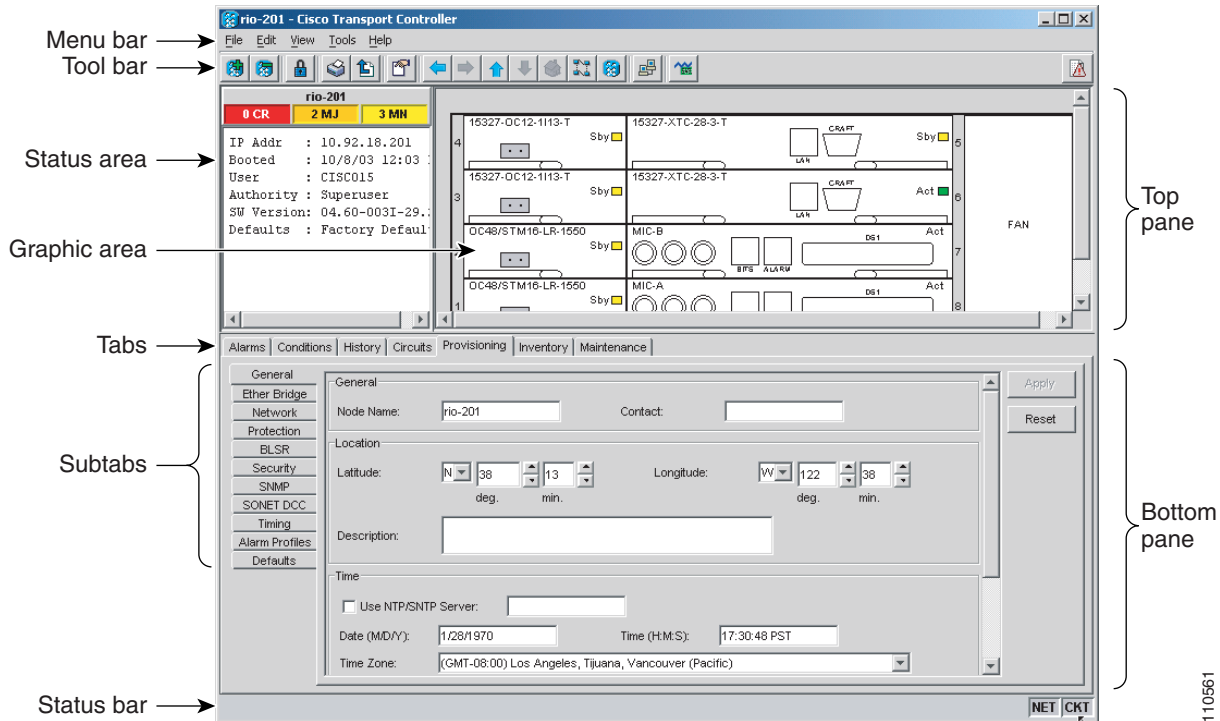 rio-201 - Cisco Transport Controller
Menu bar
File Edit View Tools Help
Tool bar
rio-201
0 CR 2 MJ 3 MN
IP Addr : 10.92.18.201
Booted : 10/8/03 12:03
User : CISCO15
Authority : Superuser
SW Version: 04.60-003I-29.
Defaults : Factory Defaul
Status area
Graphic area
15327-OC12-1I13-T
Sby
4
15327-XTC-28-3-T
LAN
CRAFT
Sby
5
15327-OC12-1I13-T
Sby
3
15327-XTC-28-3-T
LAN
CRAFT
Act
6
OC48/STM16-LR-1550
Sby
MIC-B
BITS ALARM
DS1
Act
7
OC48/STM16-LR-1550
Sby
1
MIC-A
DS1
Act
8
FAN
Top
pane
Tabs
Alarms Conditions History Circuits Provisioning Inventory Maintenance
Subtabs
General
Ether Bridge
Network
Protection
BLSR
Security
SNMP
SONET DCC
Timing
Alarm Profiles
Defaults
General
Node Name: rio-201 Contact:
Location
Latitude: N 38 13 Longitude: W 122 38
deg. min. deg. min.
Description:
Time
Use NTP/SNTP Server:
Date (M/D/Y): 1/28/1970 Time (H:M:S): 17:30:48 PST
Time Zone: (GMT-08:00) Los Angeles, Tijuana, Vancouver (Pacific)
Apply
Reset
Bottom
pane
Status bar
NET CKT
110561